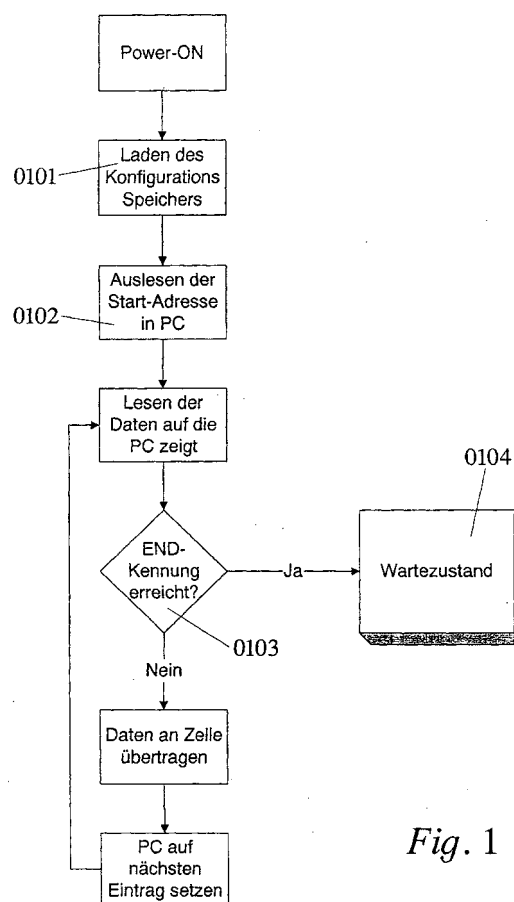 Power-ON
0101
Laden des
Konfigurations
Speichers
0102
Auslesen der
Start-Adresse
in PC
Lesen der
Daten auf die
PC zeigt
0104
END-
Kennung
erreicht?
Ja
Wartezustand
0103
Nein
Daten an Zelle
übertragen
PC auf
nächsten
Eintrag setzen
Fig. 1